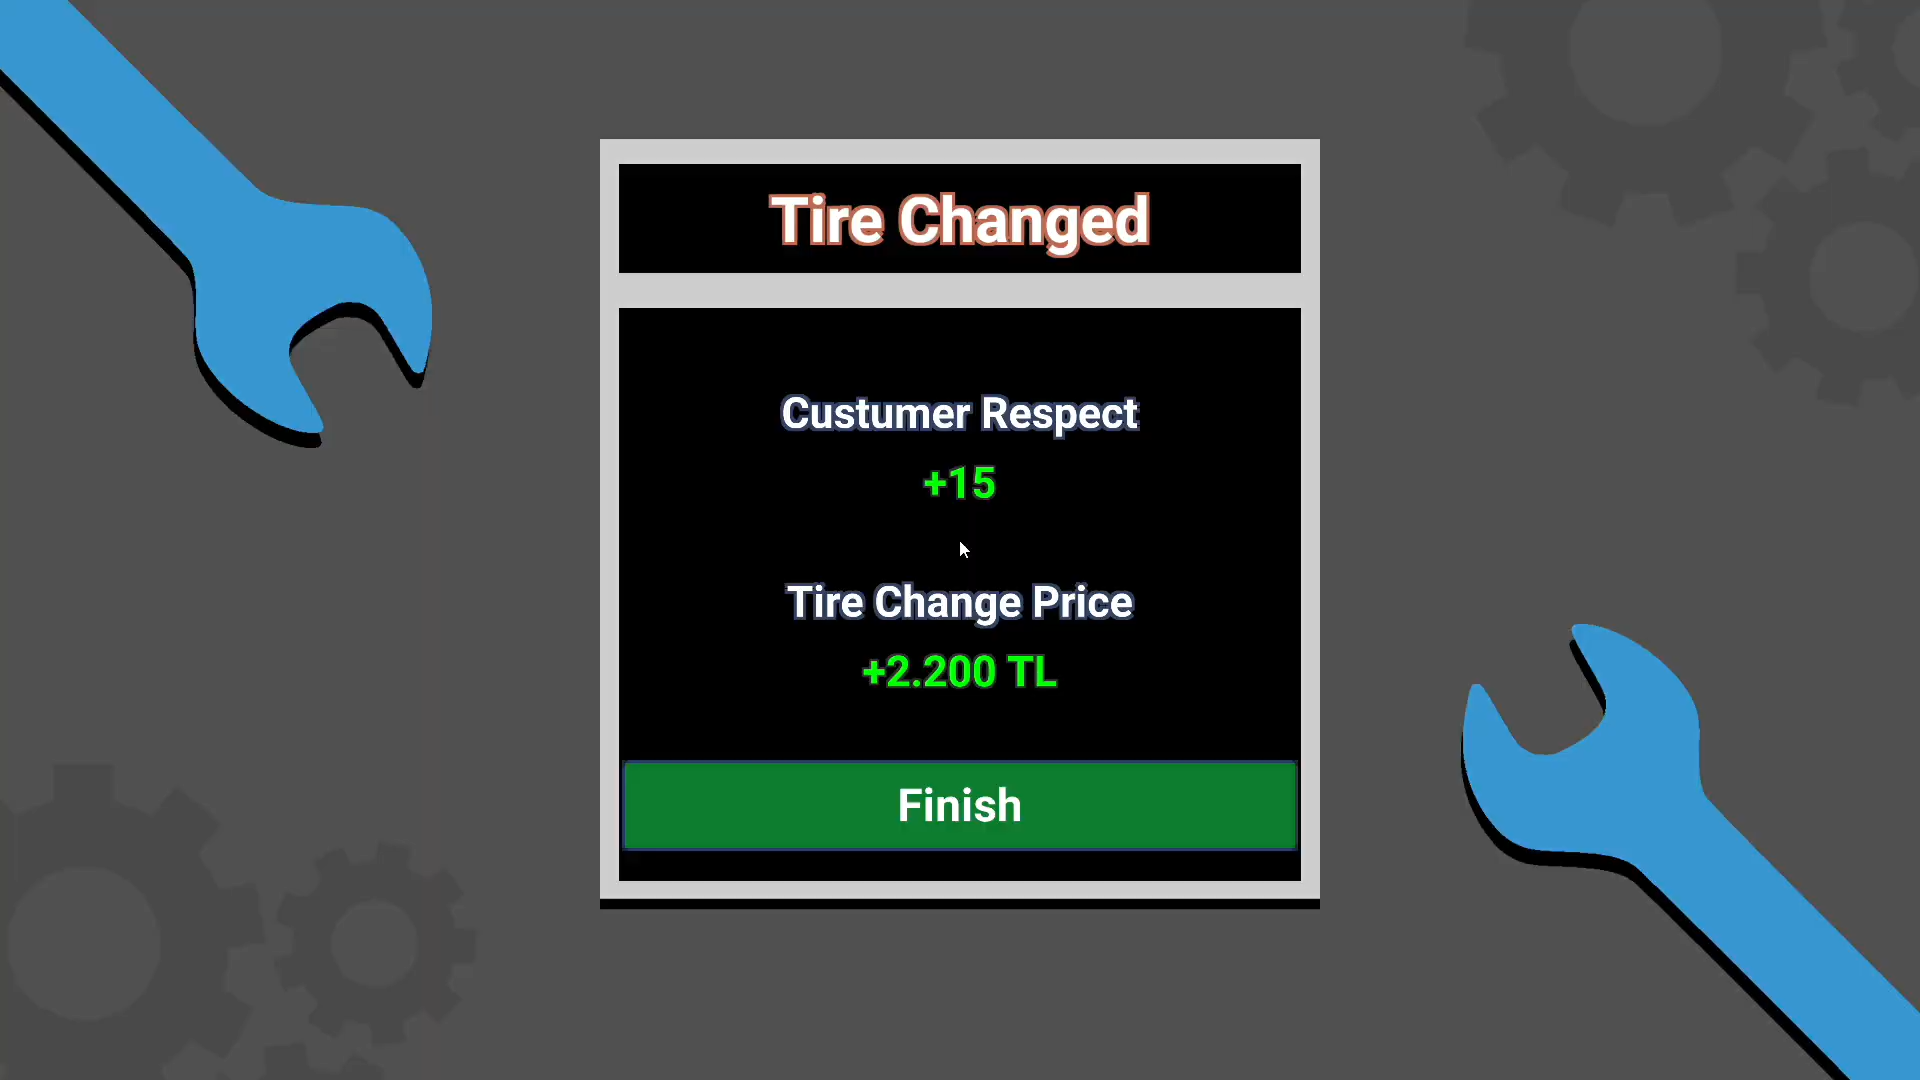 Tire Changed
Custumer Respect
+15
Tire Change Price
+2.200 TL
Finish